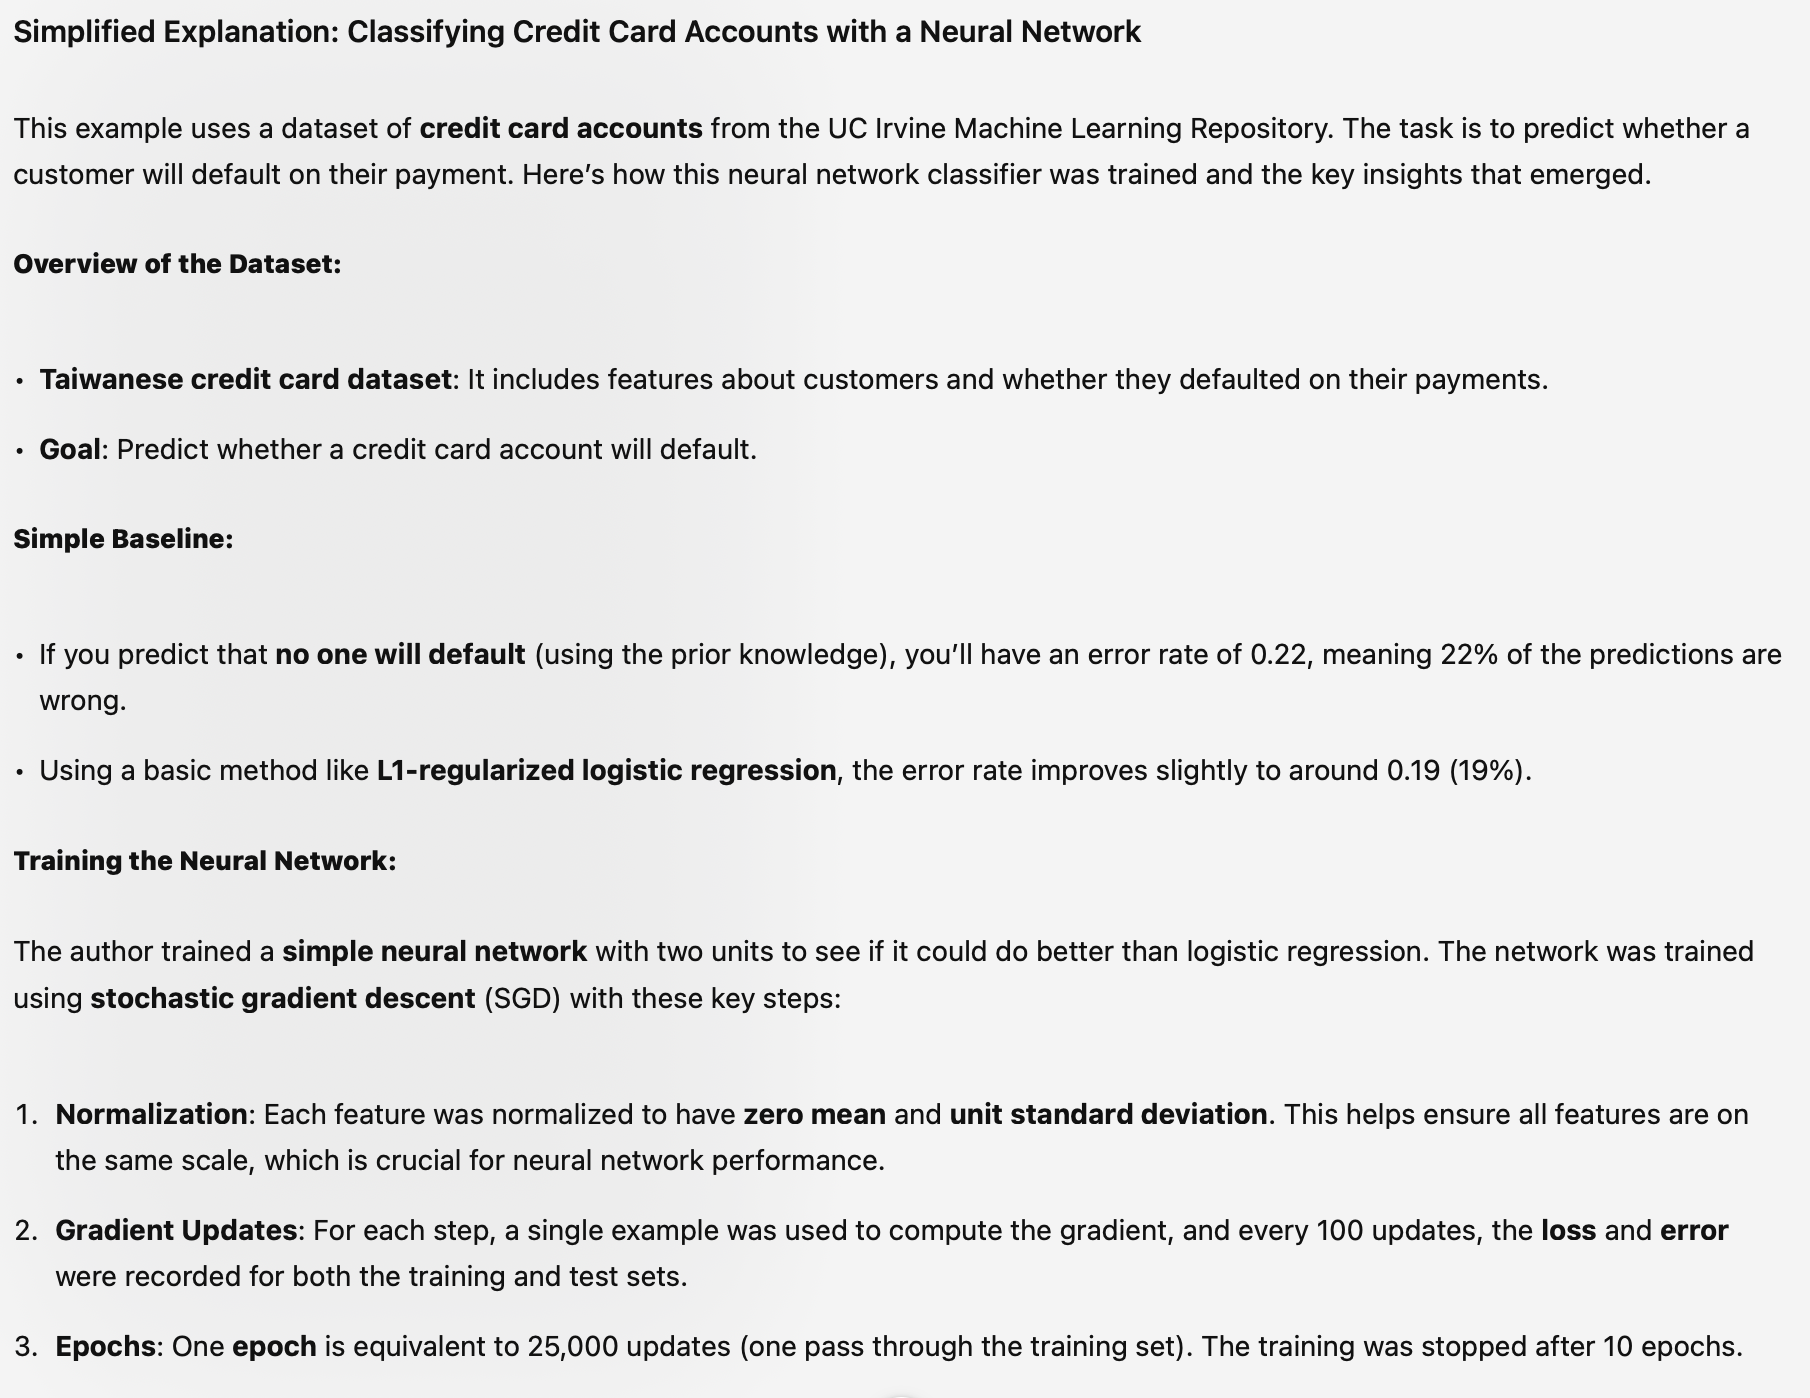 Simplified Explanation: Classifying Credit Card Accounts with a Neural Network
This example uses a dataset of credit card accounts from the UC Irvine Machine Learning Repository. The task is to predict whether a
customer will default on their payment. Here’s how this neural network classifier was trained and the key insights that emerged.
Overview of the Dataset:
• Taiwanese credit card dataset: It includes features about customers and whether they defaulted on their payments.
• Goal: Predict whether a credit card account will default.
Simple Baseline:
• If you predict that no one will default (using the prior knowledge), you’ll have an error rate of 0.22, meaning 22% of the predictions are
wrong.
• Using a basic method like L1-regularized logistic regression, the error rate improves slightly to around 0.19 (19%).
Training the Neural Network:
The author trained a simple neural network with two units to see if it could do better than logistic regression. The network was trained
using stochastic gradient descent (SGD) with these key steps:
1. Normalization: Each feature was normalized to have zero mean and unit standard deviation. This helps ensure all features are on
the same scale, which is crucial for neural network performance.
2. Gradient Updates: For each step, a single example was used to compute the gradient, and every 100 updates, the loss and error
were recorded for both the training and test sets.
3. Epochs: One epoch is equivalent to 25,000 updates (one pass through the training set). The training was stopped after 10 epochs.